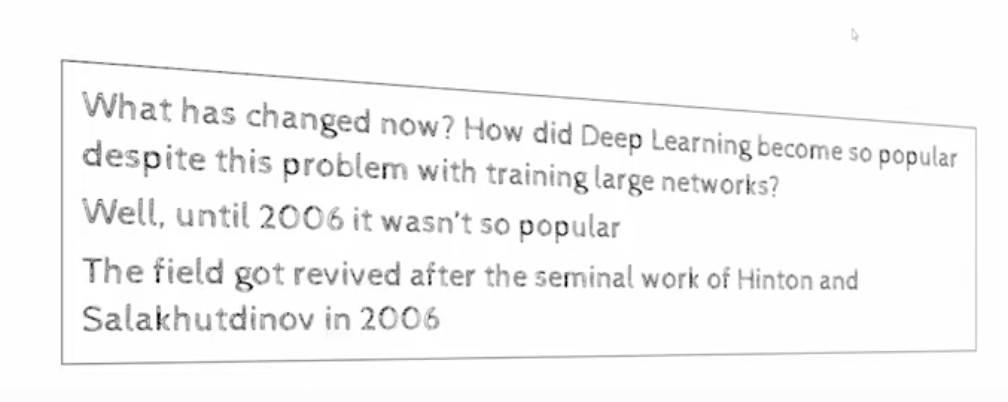 What has changed now? How did Deep Learning become so popular
despite this problem with training large networks?
Well, until 2006 it wasn't so popular
The field got revived after the seminal work of Hinton and
Salakhutdinov in 2006